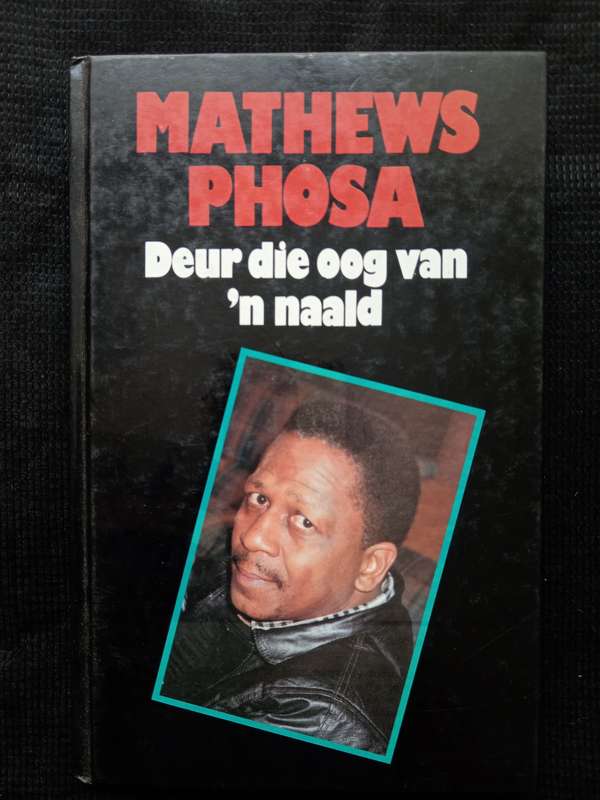 MATHEWS
PHOSA
Deur die oog van
'n naald